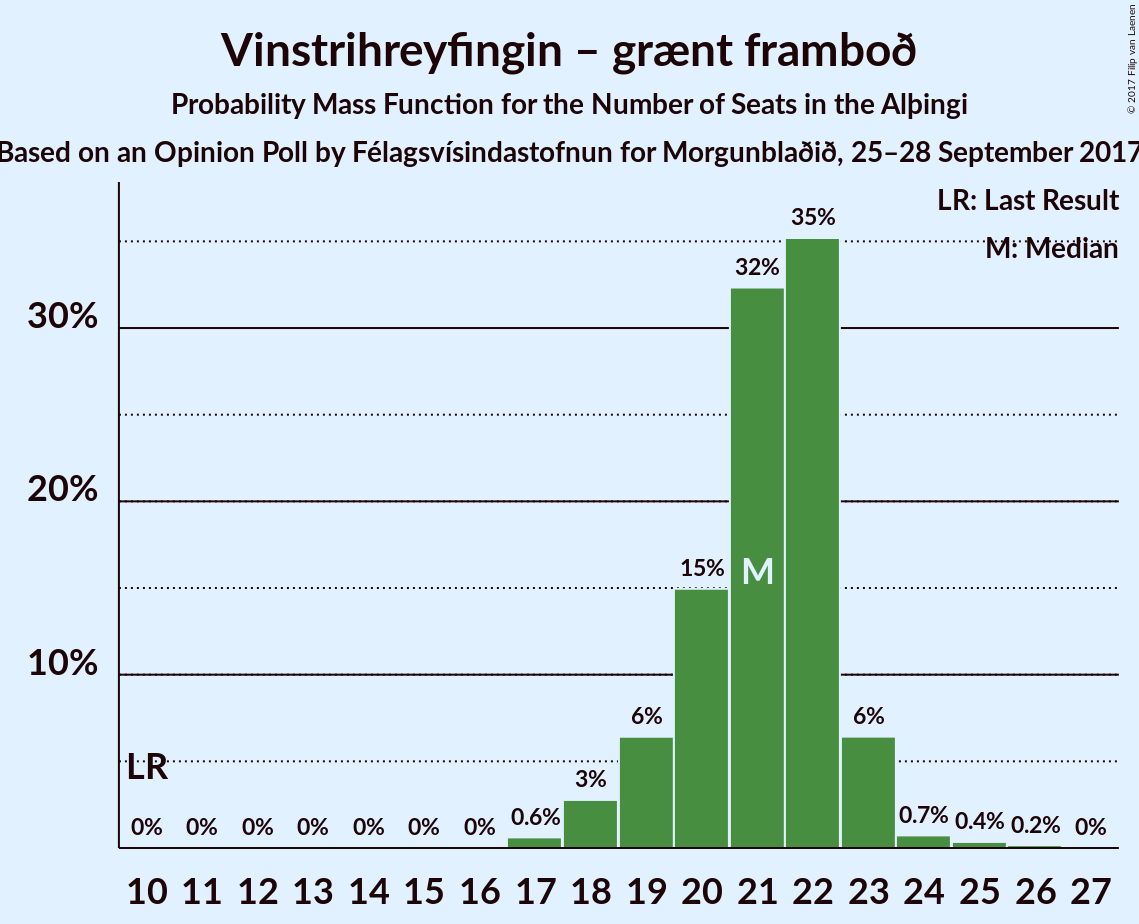 Vinstrihreyfingin – grænt framboð
Probability Mass Function for the Number of Seats in the Alþingi
Based on an Opinion Poll by Félagsvísindastofnun for Morgunblaðið, 25–28 September 2017
© 2017 Filip van Laenen
LR: Last Result
M: Median
30%
20%
10%
LR
M
0%
0%
0%
0%
0%
0%
0%
0.6%
3%
6%
15%
32%
35%
6%
0.7%
0.4%
0.2%
0%
10 11 12 13 14 15 16 17 18 19 20 21 22 23 24 25 26 27